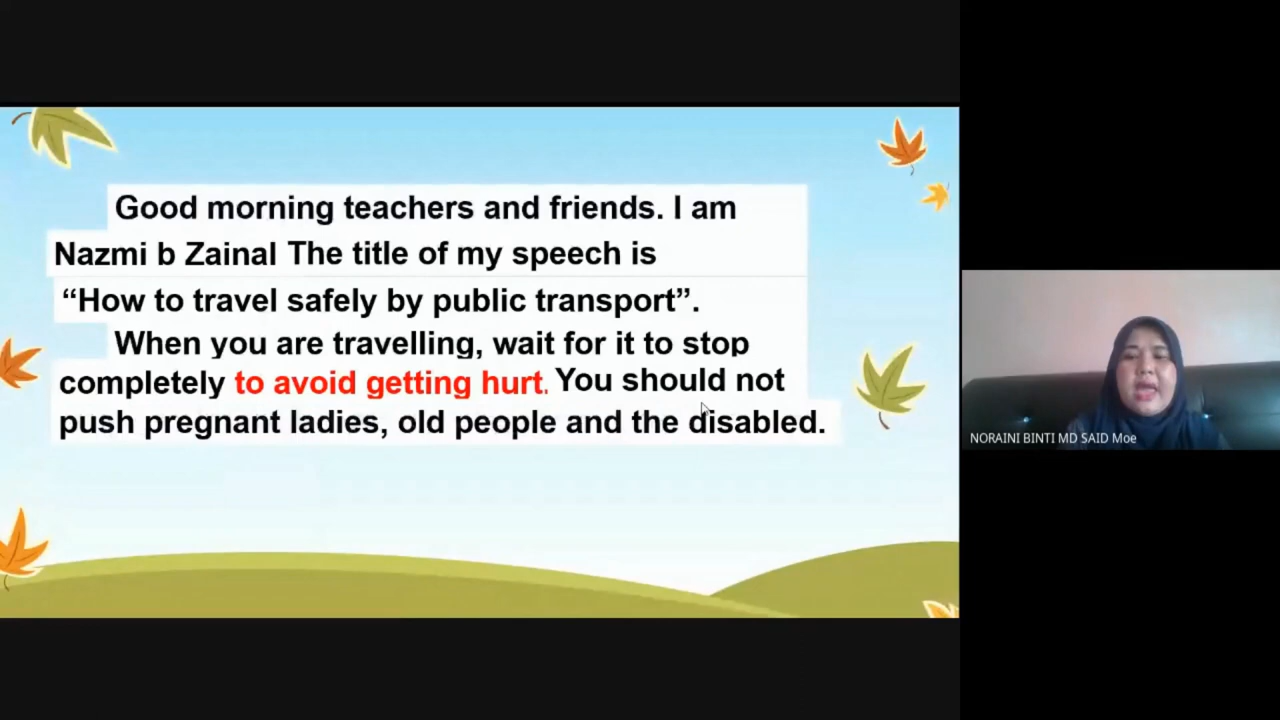 Good morning teachers and friends. I am
Nazmi b Zainal The title of my speech is
“How to travel safely by public transport”.
When you are travelling, wait for it to stop
completely to avoid getting hurt. You should not
push pregnant ladies, old people and the disabled.
NORAINI BINTI MD SAID Moe